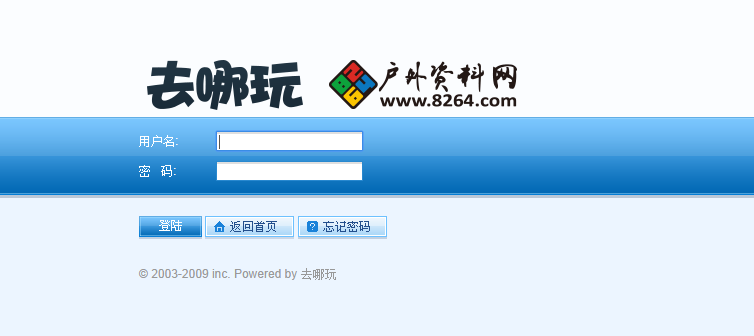 去哪玩 户外资料网
www.8264.com
用户名:
密 码:
登陆 返回首页 ? 忘记密码
© 2003-2009 inc. Powered by 去哪玩